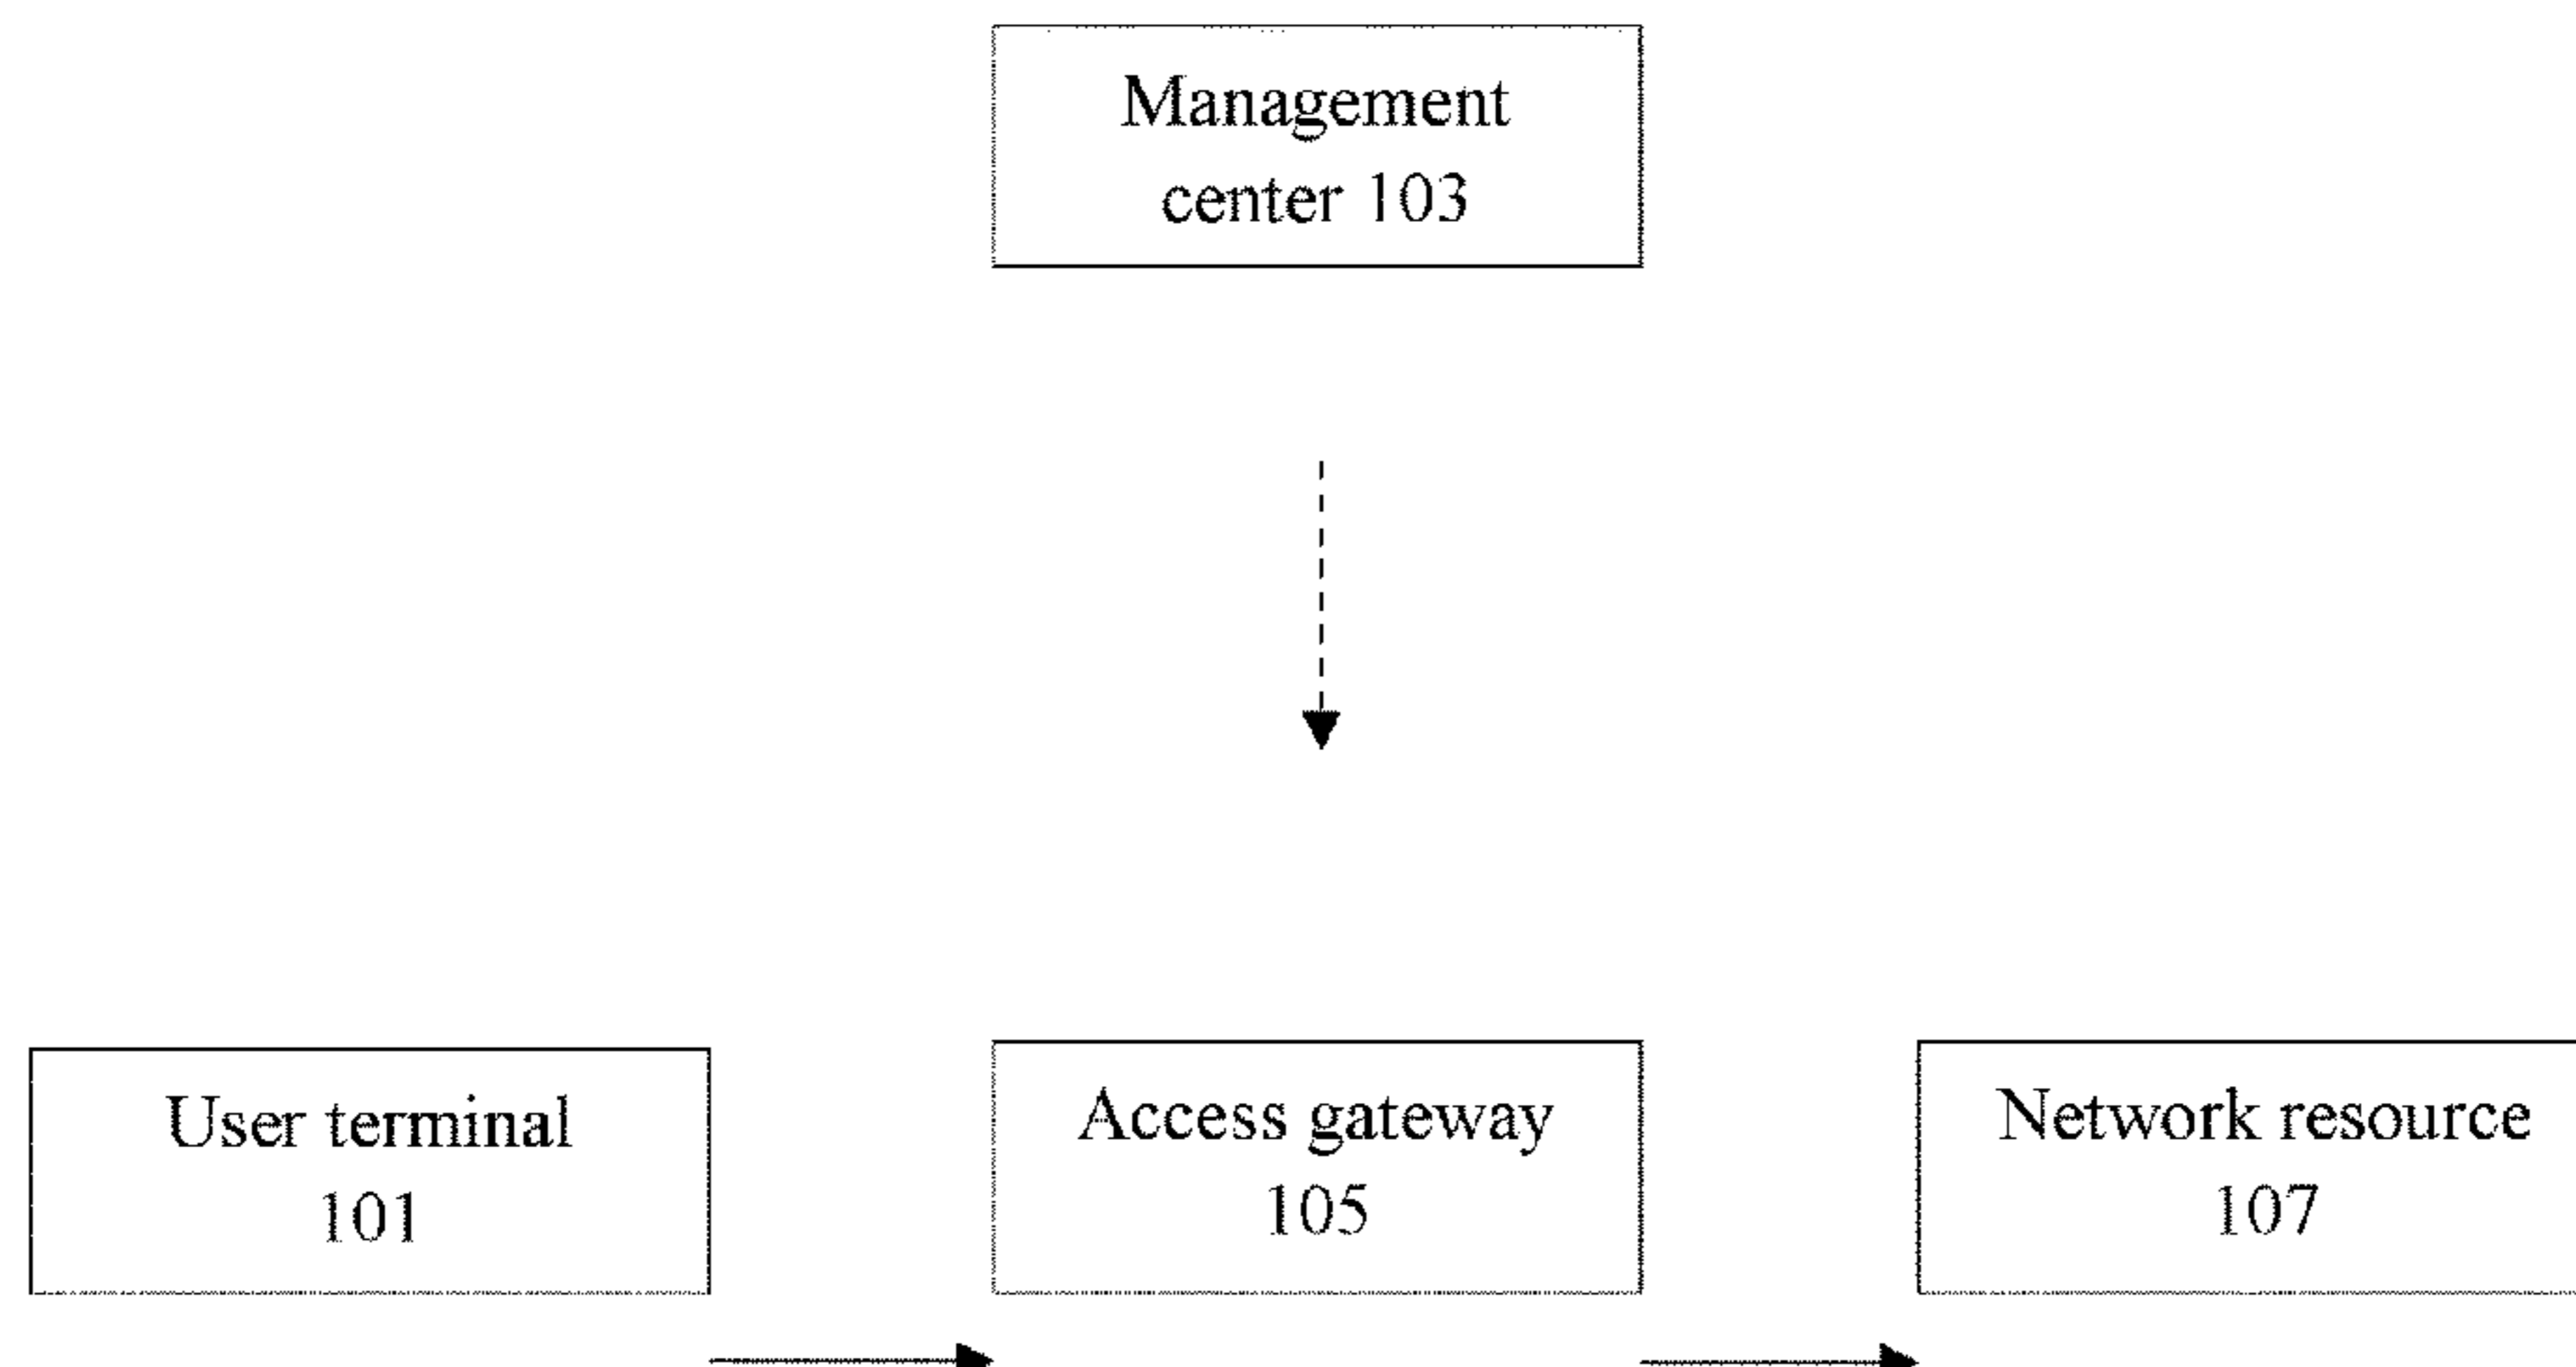 Management
center 103
User terminal
101
Access gateway
105
Network resource
107